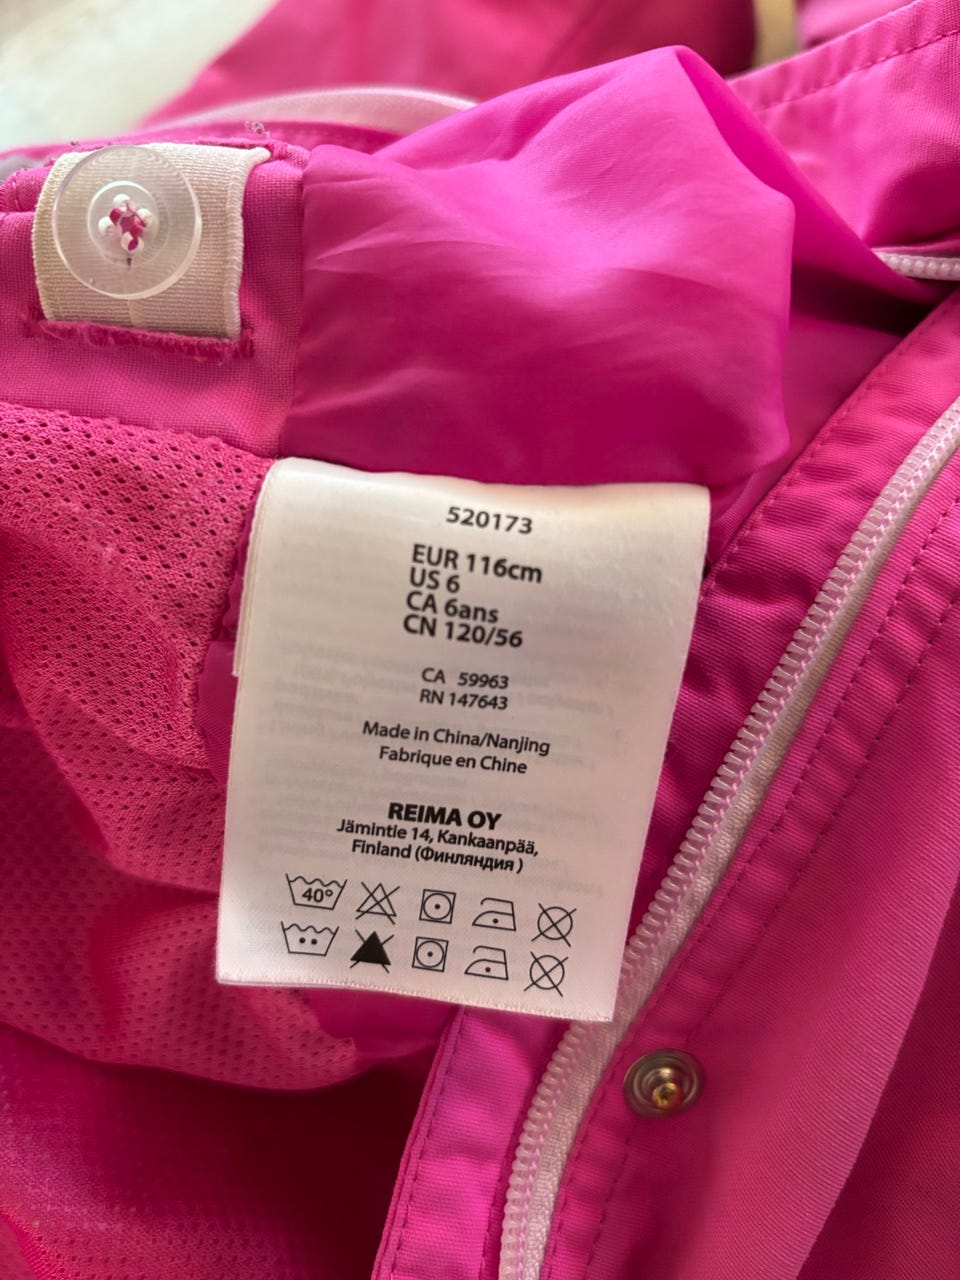 520173
EUR 116cm
US 6
CA 6ans
CN 120/56
CA 59963
RN 147643
Made in China/Nanjing
Fabrique en Chine
REIMA OY
Jämintie 14, Kankaanpää,
Finland (Финляндия )
40°